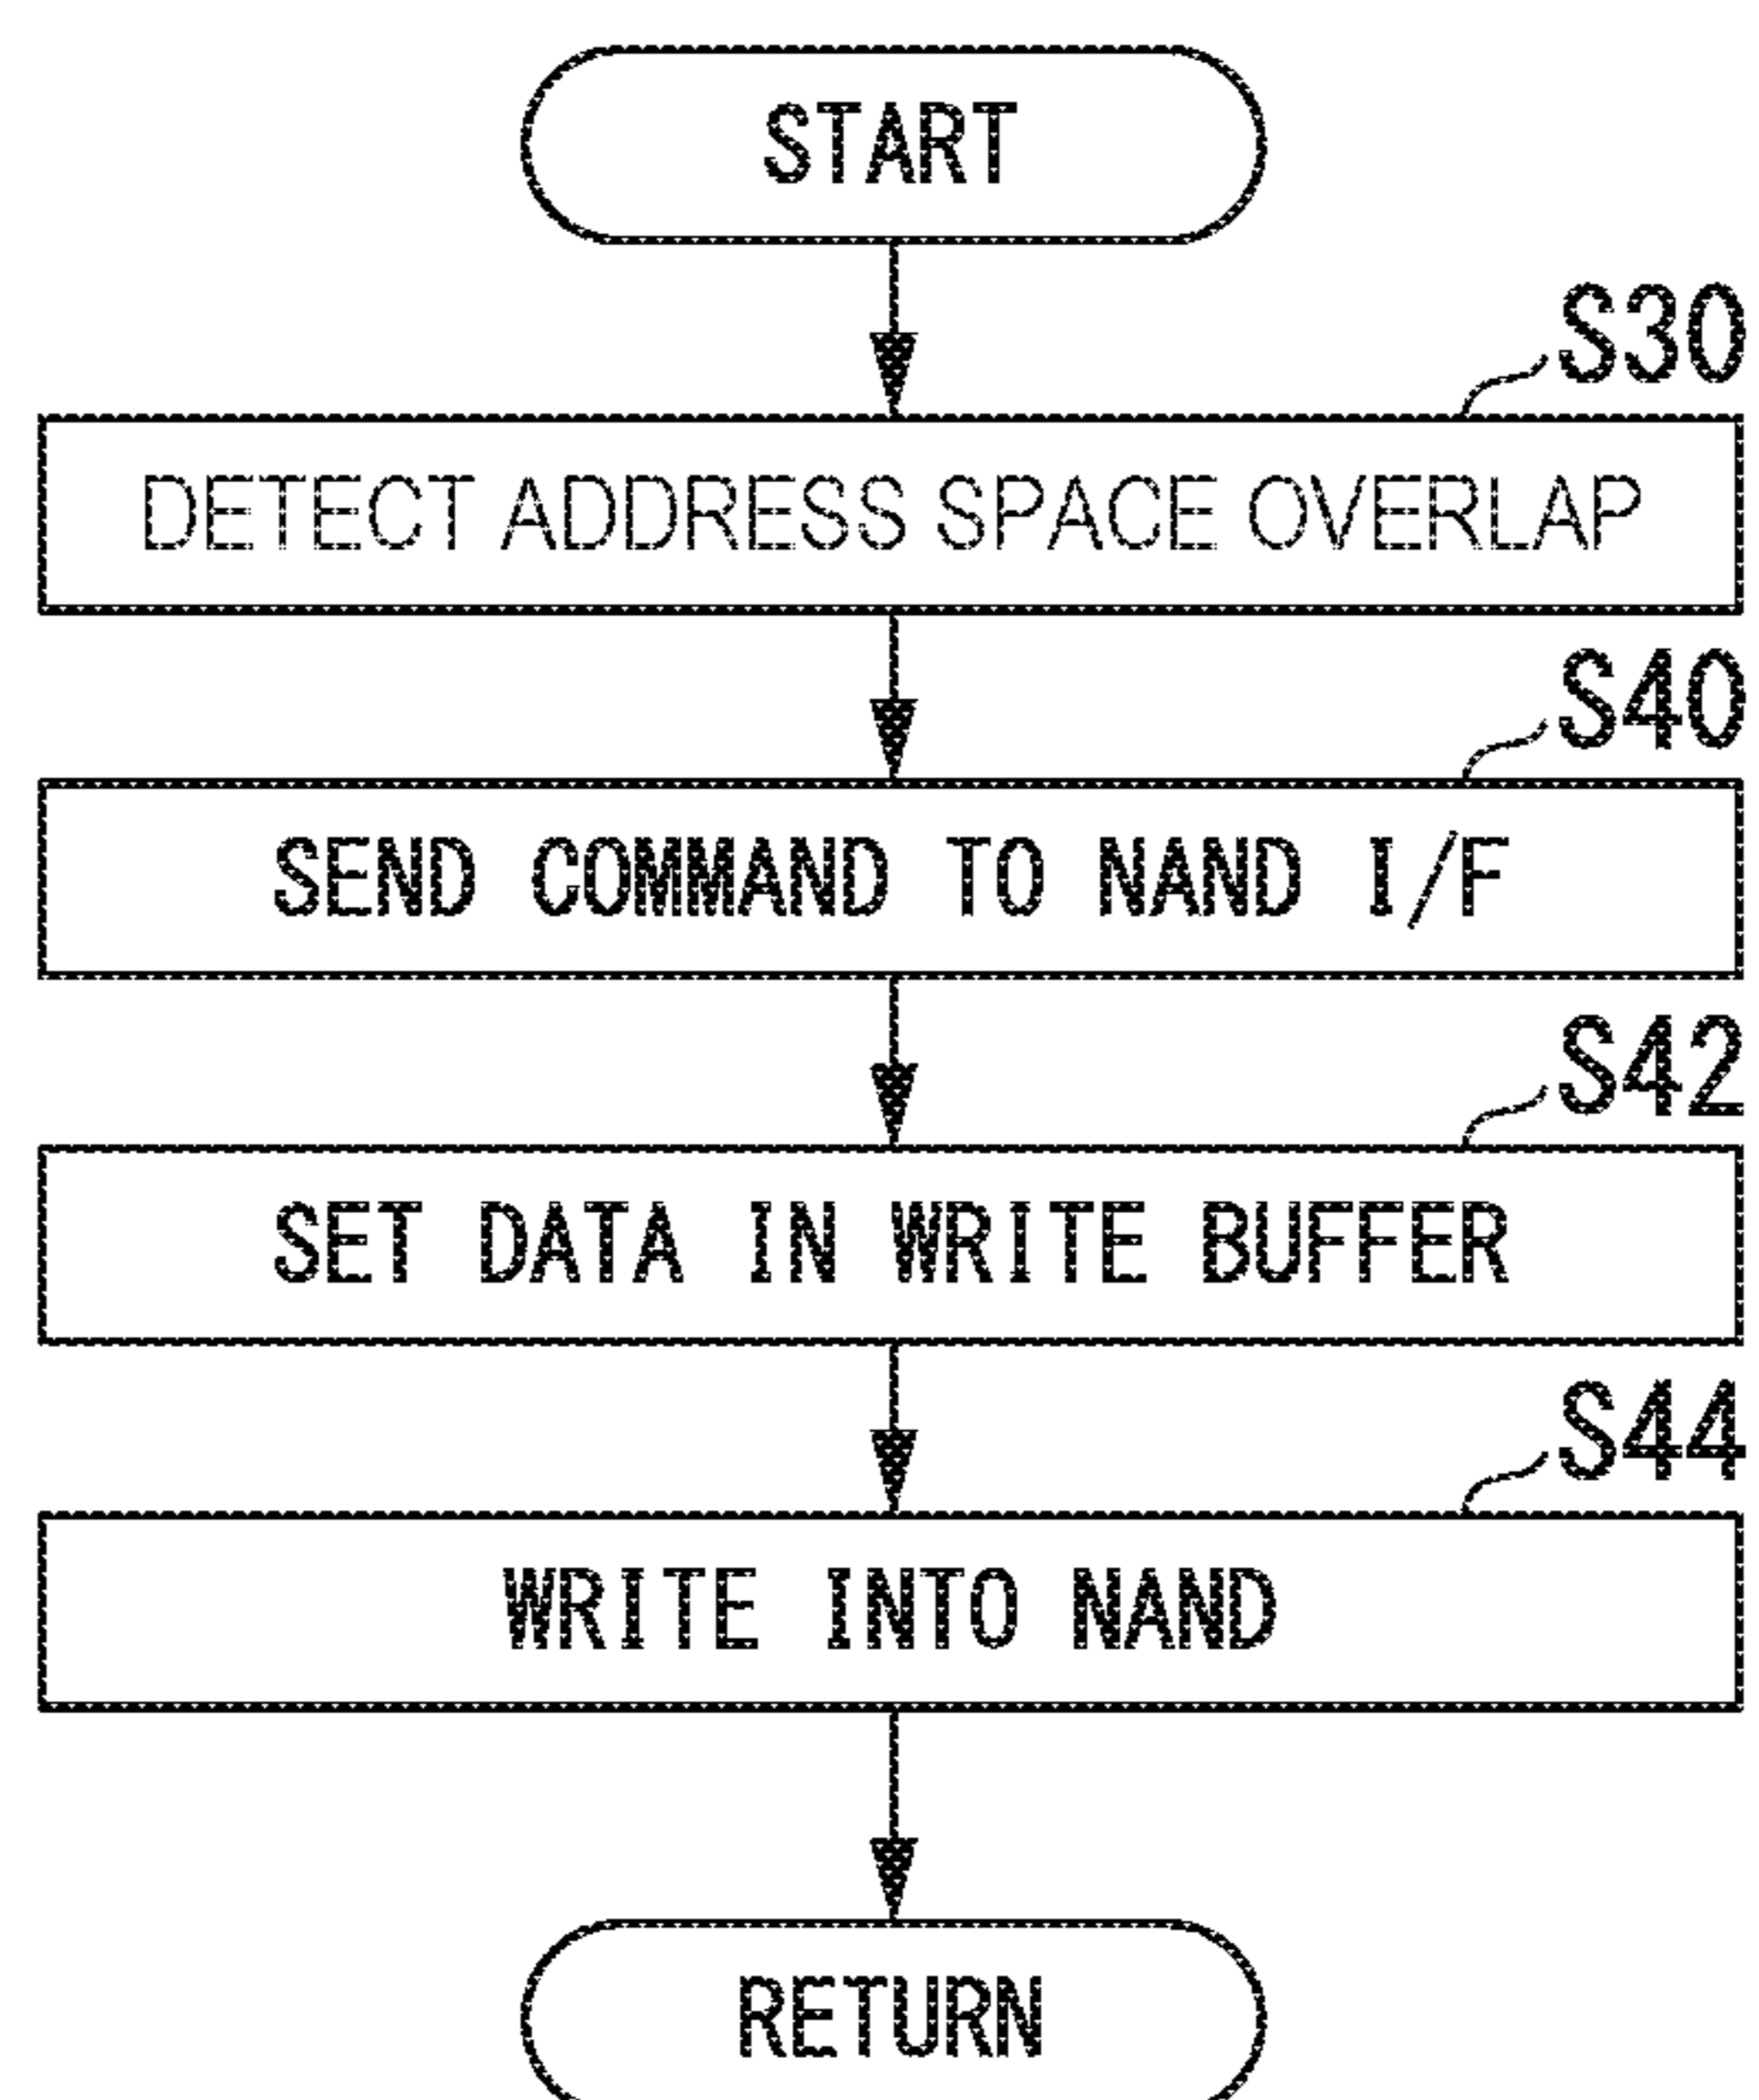 START
S30
DETECT ADDRESS SPACE OVERLAP
S40
SEND COMMAND TO NAND I/F
S42
SET DATA IN WRITE BUFFER
S44
WRITE INTO NAND
RETURN